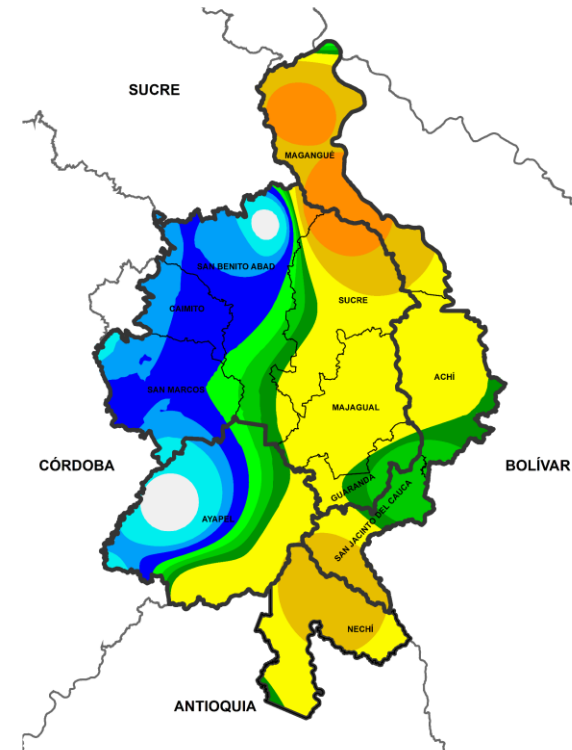 SUCRE
MAGANGUÉ
SAN BENITO ABAD
CAIMITO
SUCRE
ACHÍ
SAN MARCOS
MAJAGUAL
CÓRDOBA
BOLÍVAR
GUARANDA
SAN JACINTO DEL CAUCA
AYAPEL
NECHÍ
ANTIOQUIA